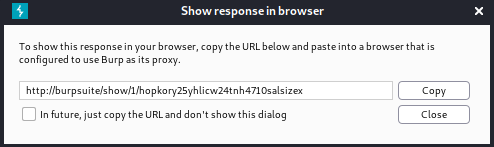 Show response in browser
To show this response in your browser, copy the URL below and paste into a browser that is
configured to use Burp as its proxy.
http://burpsuite/show/1/hopkory25yhlicw24tnh4710salsizex
Copy
In future, just copy the URL and don't show this dialog
Close